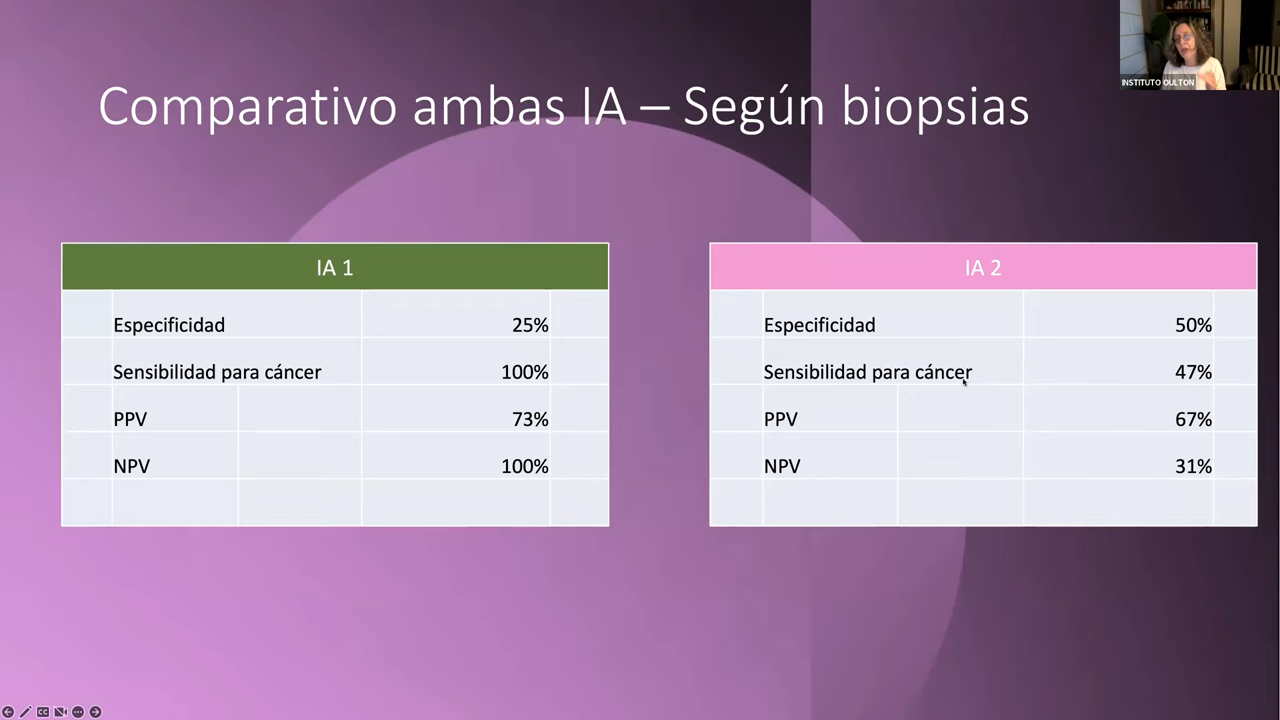 INSTITUTO OULTON
Comparativo ambas IA – Según biopsias
IA 1
Especificidad 25%
Sensibilidad para cáncer 100%
PPV 73%
NPV 100%
IA 2
Especificidad 50%
Sensibilidad para cáncer 47%
PPV 67%
NPV 31%